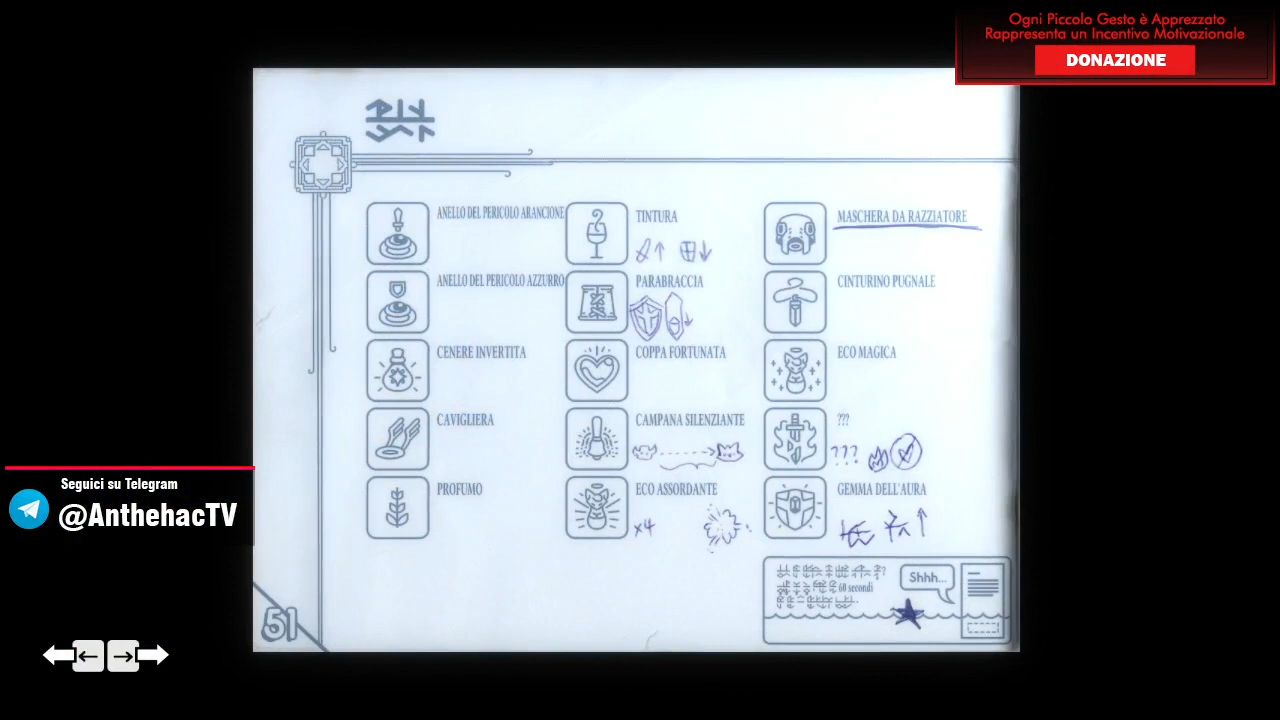 Ogni Piccolo Gesto è Apprezzato
Rappresenta un Incentivo Motivazionale
DONAZIONE
ANELLO DEL PERICOLO ARANCIONE
TINTURA
MASCHERA DA RAZZIATORE
ANELLO DEL PERICOLO AZZURRO
PARABRACCIA
CINTURINO PUGNALE
CENERE INVERTITA
COPPA FORTUNATA
ECO MAGICA
CAVIGLIERA
CAMPANA SILENZIANTE
???
???
PROFUMO
ECO ASSORDANTE
GEMMA DELL'AURA
x4
Shhh...
60 secondi
51
Seguici su Telegram
@AnthehacTV